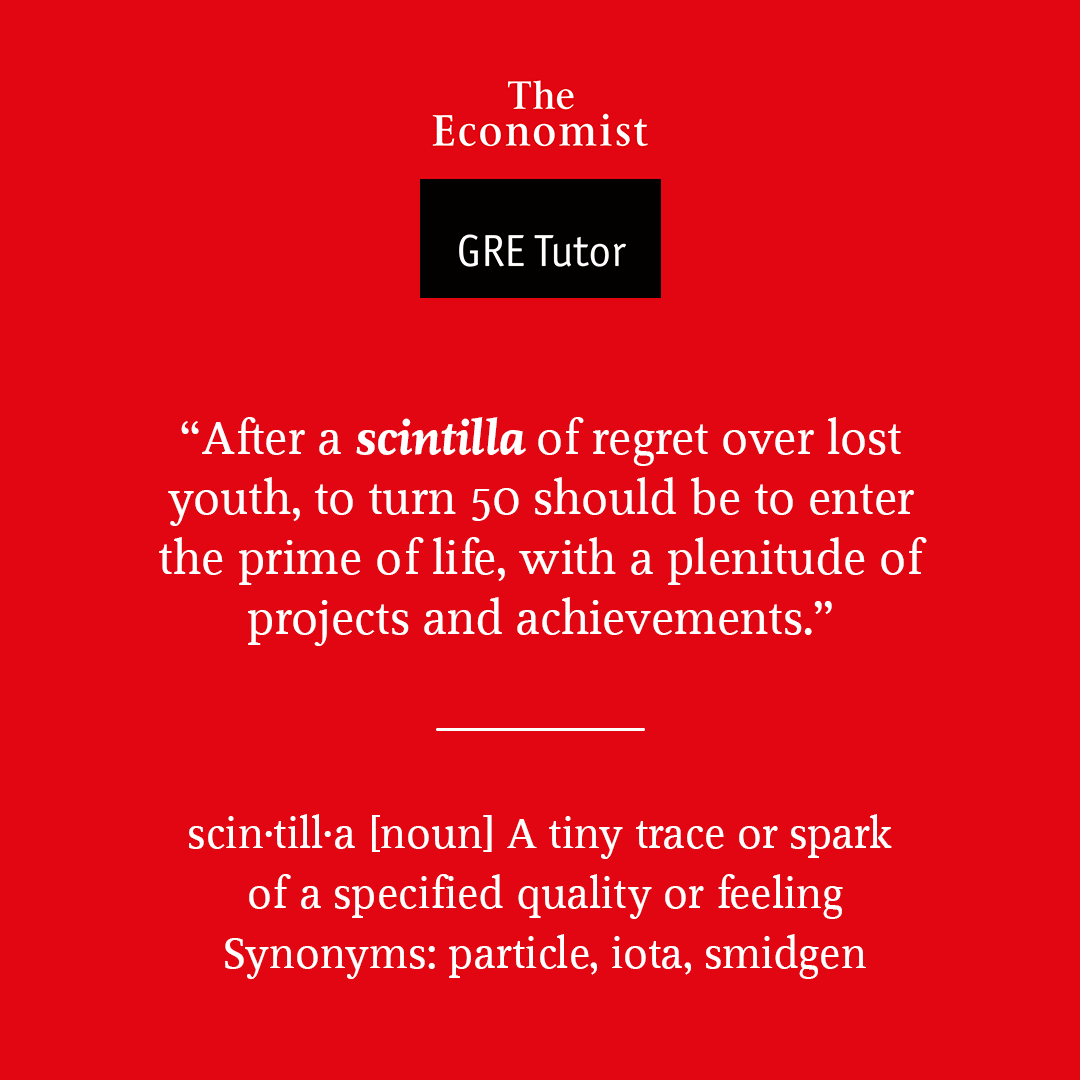 The
Economist
GRE Tutor
“After a scintilla of regret over lost
youth, to turn 50 should be to enter
the prime of life, with a plenitude of
projects and achievements.”
scin·till·a [noun] A tiny trace or spark
of a specified quality or feeling
Synonyms: particle, iota, smidgen